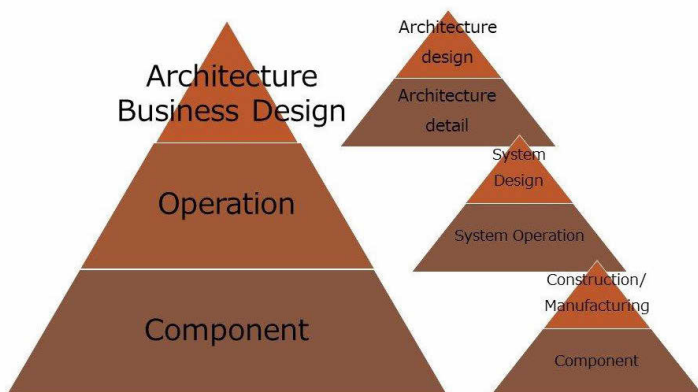 Architecture
Business Design
Operation
Component
Architecture
design
Architecture
detail
System
Design
System Operation
Construction/
Manufacturing
Component